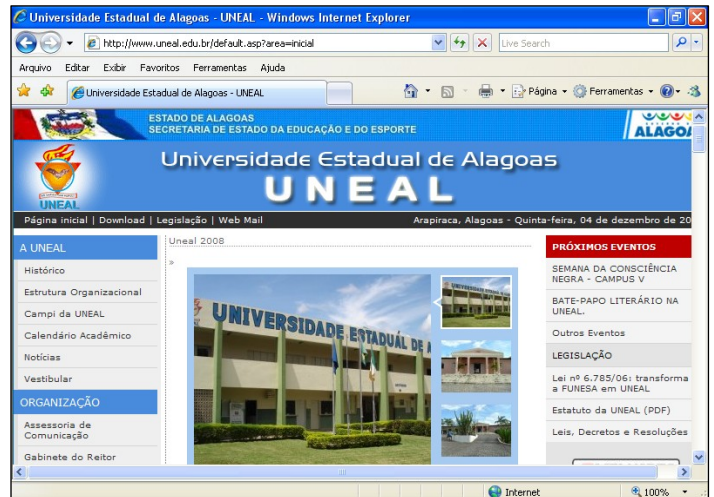 Universidade Estadual de Alagoas - UNEAL - Windows Internet Explorer
http://www.uneal.edu.br/default.asp?area=inicial
Live Search
Arquivo Editar Exibir Favoritos Ferramentas Ajuda
Universidade Estadual de Alagoas - UNEAL
Página Ferramentas
ESTADO DE ALAGOAS
SECRETARIA DE ESTADO DA EDUCAÇÃO E DO ESPORTE
ALAGOA
Universidade Estadual de Alagoas
UNEAL
UNEAL
Página inicial | Download | Legislação | Web Mail
Arapiraca, Alagoas - Quinta-feira, 04 de dezembro de 20
A UNEAL
Histórico
Estrutura Organizacional
Campi da UNEAL
Calendário Acadêmico
Notícias
Vestibular
ORGANIZAÇÃO
Assessoria de
Comunicação
Gabinete do Reitor
Uneal 2008
»
UNIVERSIDADE ESTADUAL DE A
PRÓXIMOS EVENTOS
SEMANA DA CONSCIÊNCIA
NEGRA - CAMPUS V
BATE-PAPO LITERÁRIO NA
UNEAL.
Outros Eventos
LEGISLAÇÃO
Lei nº 6.785/06: transforma
a FUNESA em UNEAL
Estatuto da UNEAL (PDF)
Leis, Decretos e Resoluções
Internet
100%